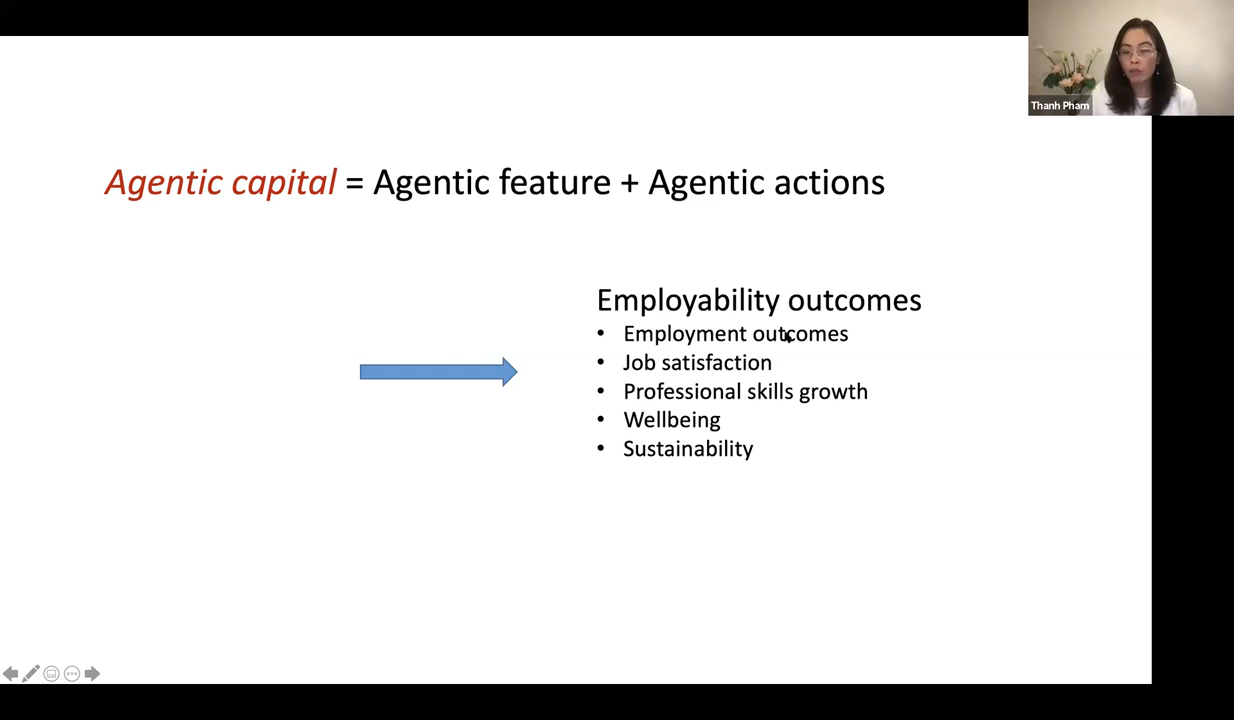 Thanh Pham
Agentic capital = Agentic feature + Agentic actions
Employability outcomes
• Employment outcomes
• Job satisfaction
• Professional skills growth
• Wellbeing
• Sustainability